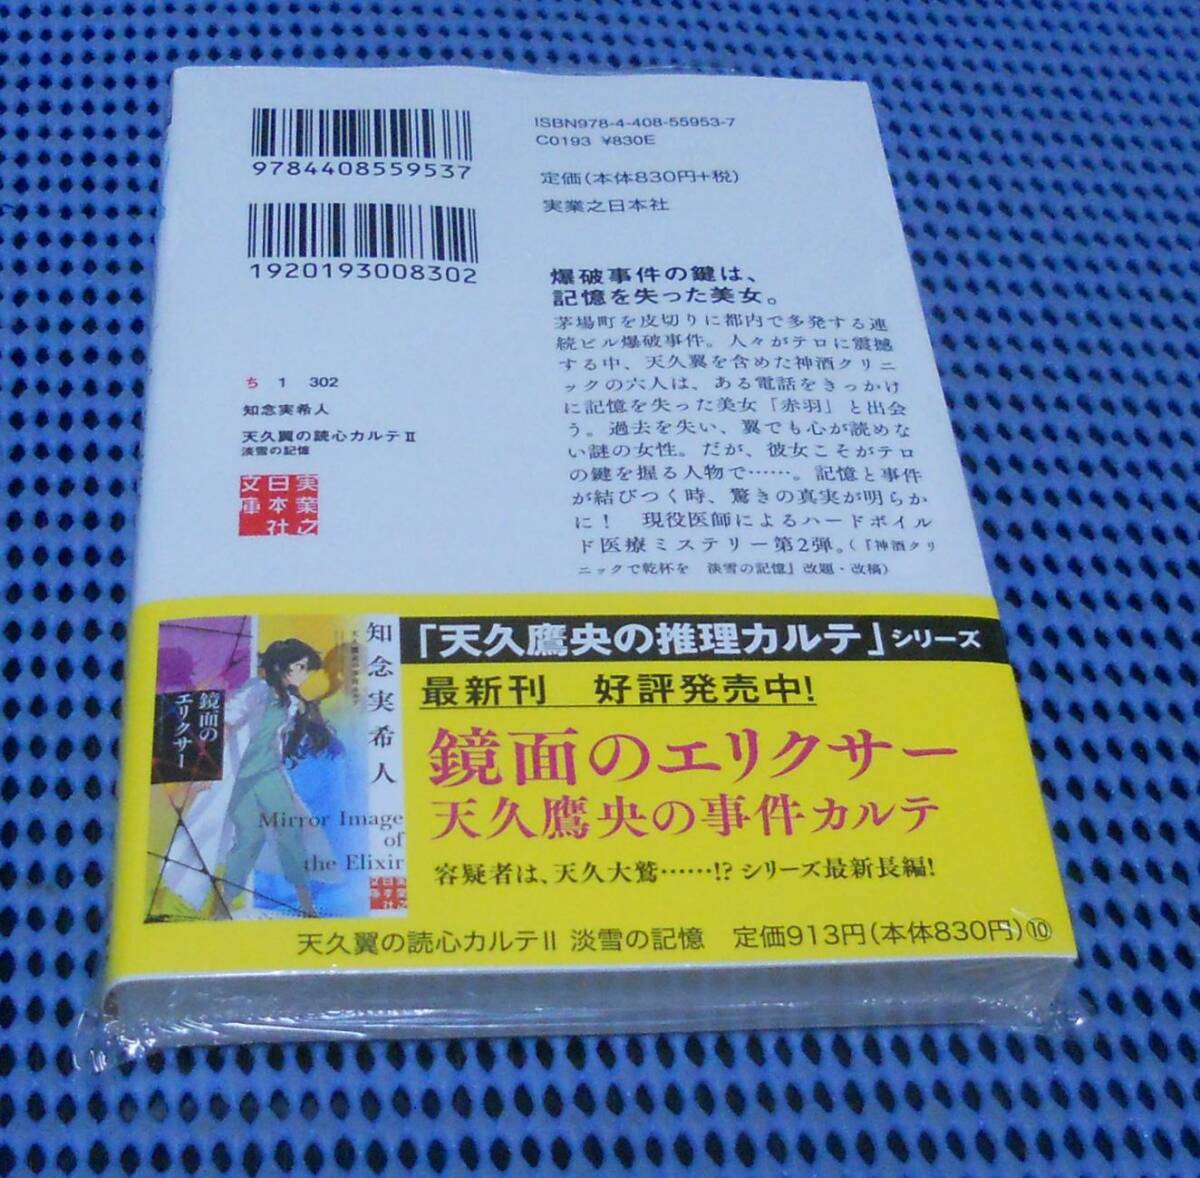 9784408559537
1920193008302
ISBN978-4-408-55953-7
C0193 ¥830E
定価(本体830円+税)
実業之日本社
ち 1 302
知念実希人
天久翼の読心カルテⅡ
淡雪の記憶
実業之
日本社
文庫
爆破事件の鍵は、
記憶を失った美女。
茅場町を皮切りに都内で多発する連
続ビル爆破事件。人々がテロに震撼
する中、天久翼を含めた神酒クリニ
ックの六人は、ある電話をきっかけ
に記憶を失った美女「赤羽」と出会
う。過去を失い、翼でも心が読めな
い謎の女性。だが、彼女こそがテロ
の鍵を握る人物で……。記憶と事件
が結びつく時、驚きの真実が明らか
に!　現役医師によるハードボイル
ド医療ミステリー第2弾。(『神酒クリ
ニックで乾杯を　淡雪の記憶』改題・改稿)
知念実希人
天久鷹央の事件カルテ
鏡面の
エリクサー
Mirror Image
of
the Elixir
実業之
日本社
文庫
「天久鷹央の推理カルテ」シリーズ
最新刊　好評発売中!
鏡面のエリクサー
天久鷹央の事件カルテ
容疑者は、天久大鷲……!? シリーズ最新長編!
天久翼の読心カルテⅡ 淡雪の記憶　定価913円(本体830円)⑩